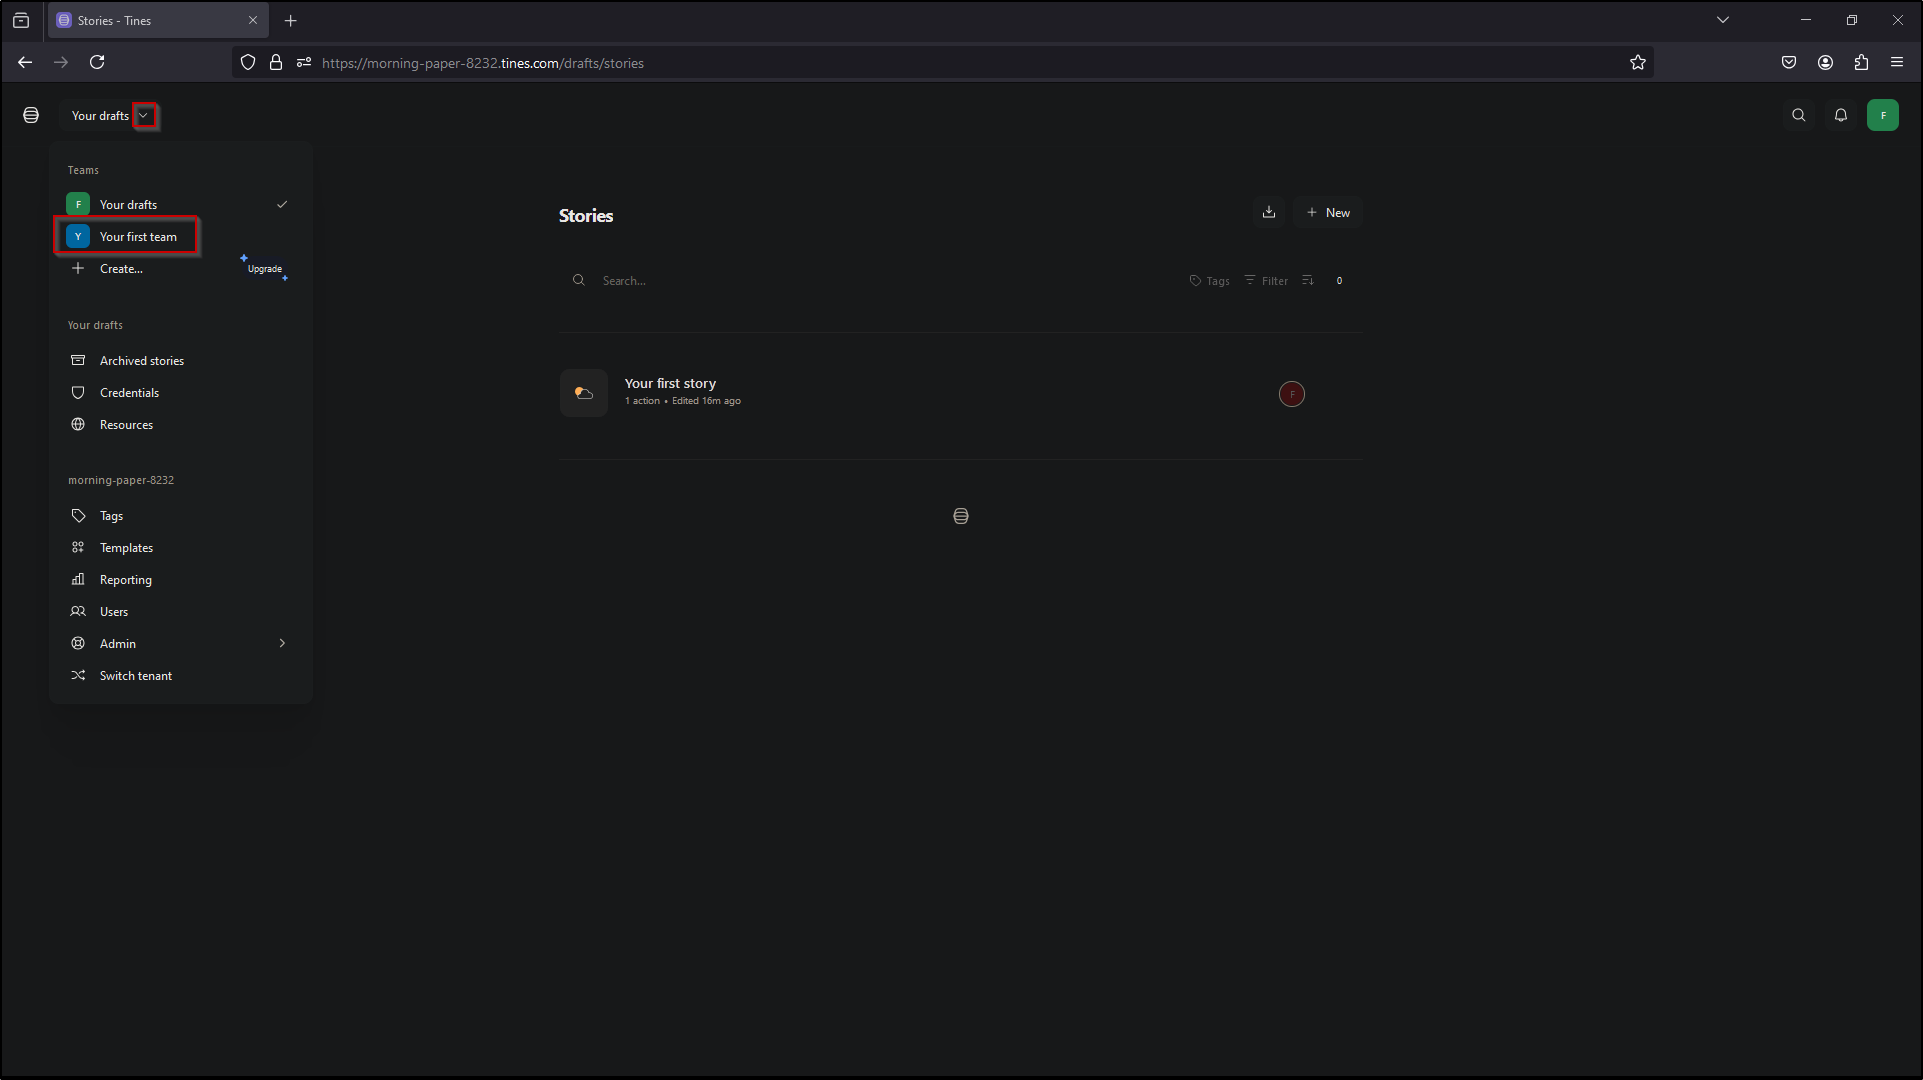 Stories - Tines
https://morning-paper-8232.tines.com/drafts/stories
Your drafts
F
Teams
F Your drafts
Y Your first team
Create... Upgrade
Your drafts
Archived stories
Credentials
Resources
morning-paper-8232
Tags
Templates
Reporting
Users
Admin
Switch tenant
Stories
New
Search...
Tags Filter 0
Your first story
1 action • Edited 16m ago
F